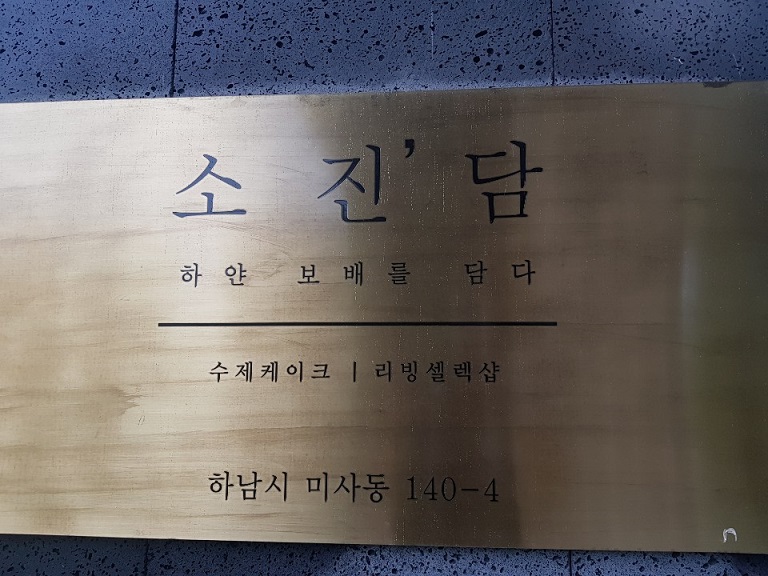 소진’담
하얀 보배를 담다
수제케이크 | 리빙셀렉샵
하남시 미사동 140-4